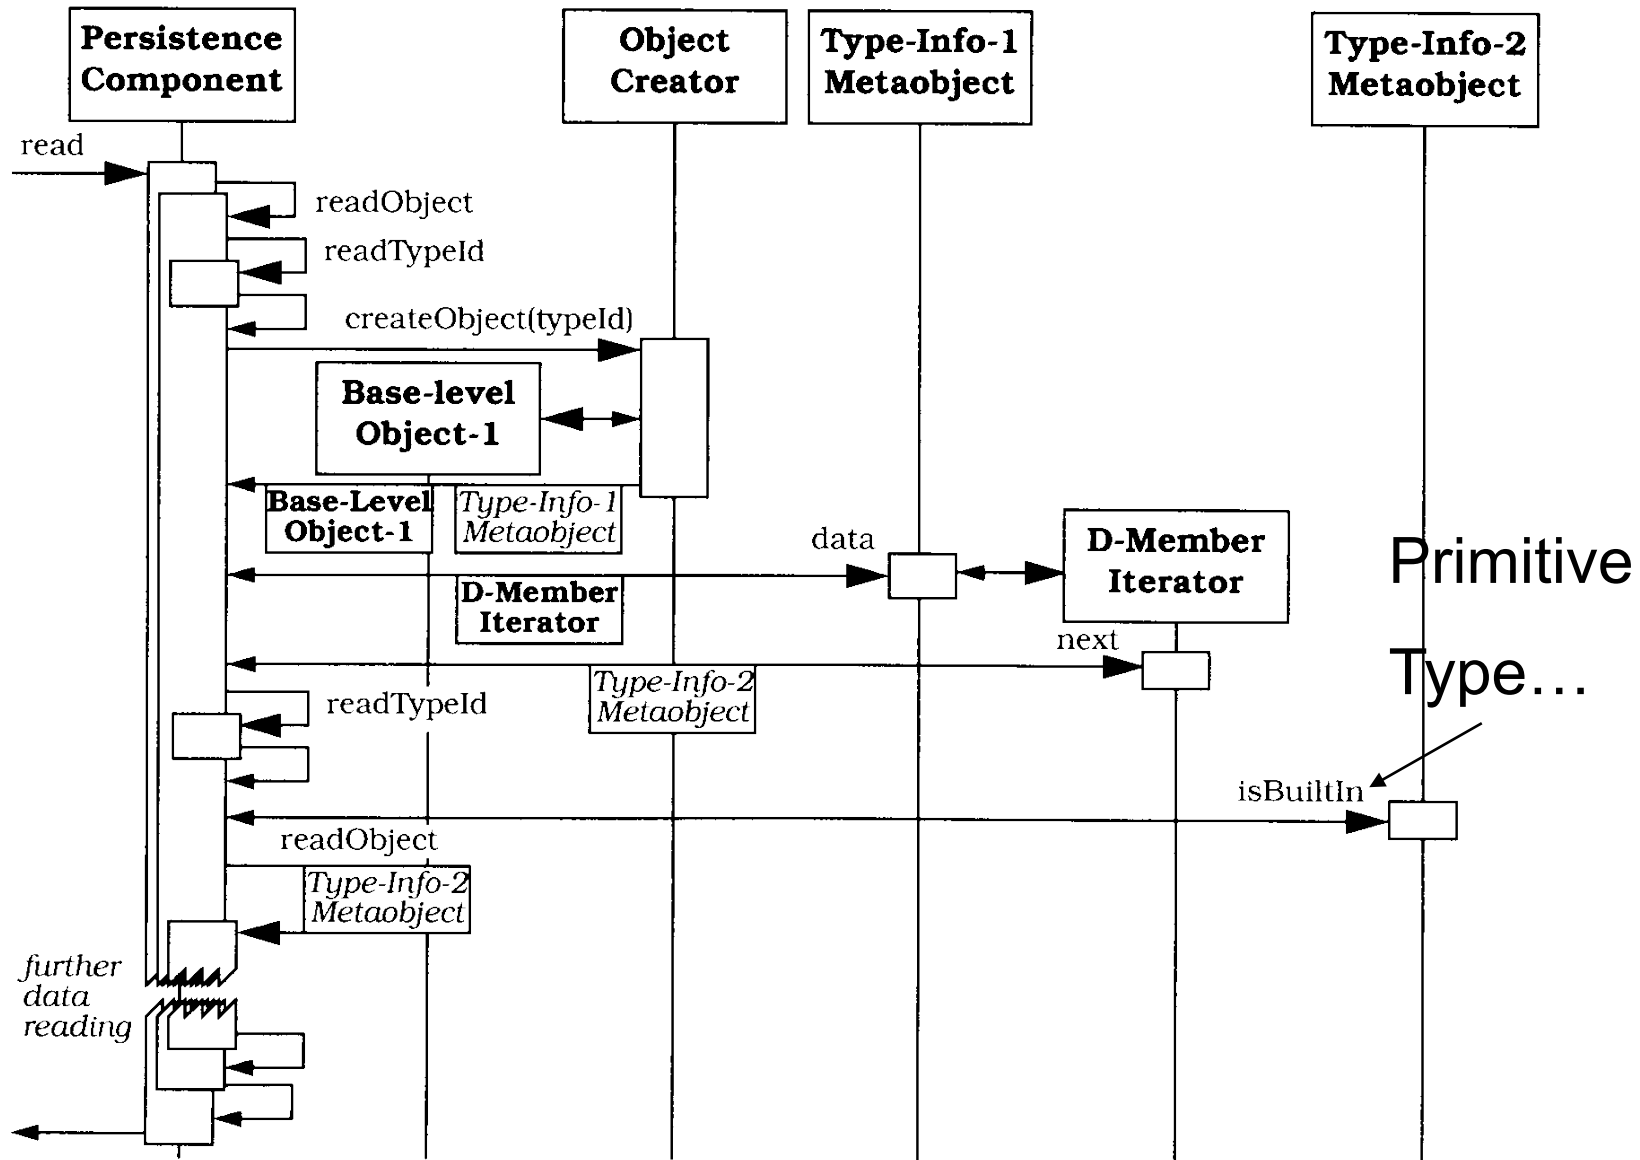 Persistence
Component
Object
Creator
Type-Info-1
Metaobject
Type-Info-2
Metaobject
read
readObject
readTypeId
createObject(typeId)
Base-level
Object-1
Base-Level
Object-1
Type-Info-1
Metaobject
data
D-Member
Iterator
Primitive
Type…
D-Member
Iterator
next
Type-Info-2
Metaobject
readTypeId
isBuiltIn
readObject
Type-Info-2
Metaobject
further
data
reading